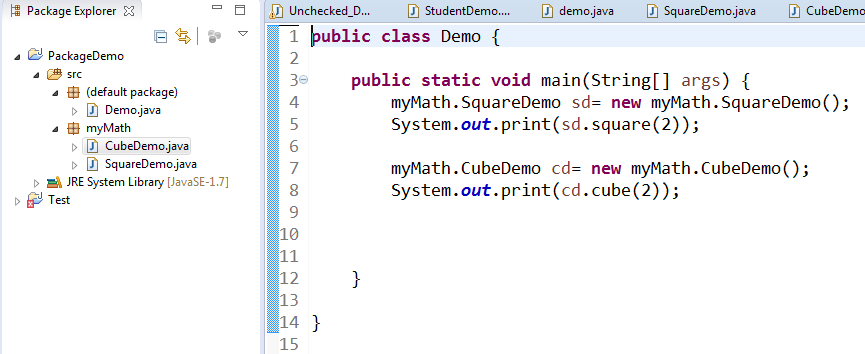 Package Explorer
PackageDemo
src
(default package)
Demo.java
myMath
CubeDemo.java
SquareDemo.java
JRE System Library [JavaSE-1.7]
Test
Unchecked_D... StudentDemo.... demo.java SquareDemo.java CubeDemo
1 public class Demo {
2
3 public static void main(String[] args) {
4 myMath.SquareDemo sd= new myMath.SquareDemo();
5 System.out.print(sd.square(2));
6
7 myMath.CubeDemo cd= new myMath.CubeDemo();
8 System.out.print(cd.cube(2));
9
10
11
12 }
13
14 }
15